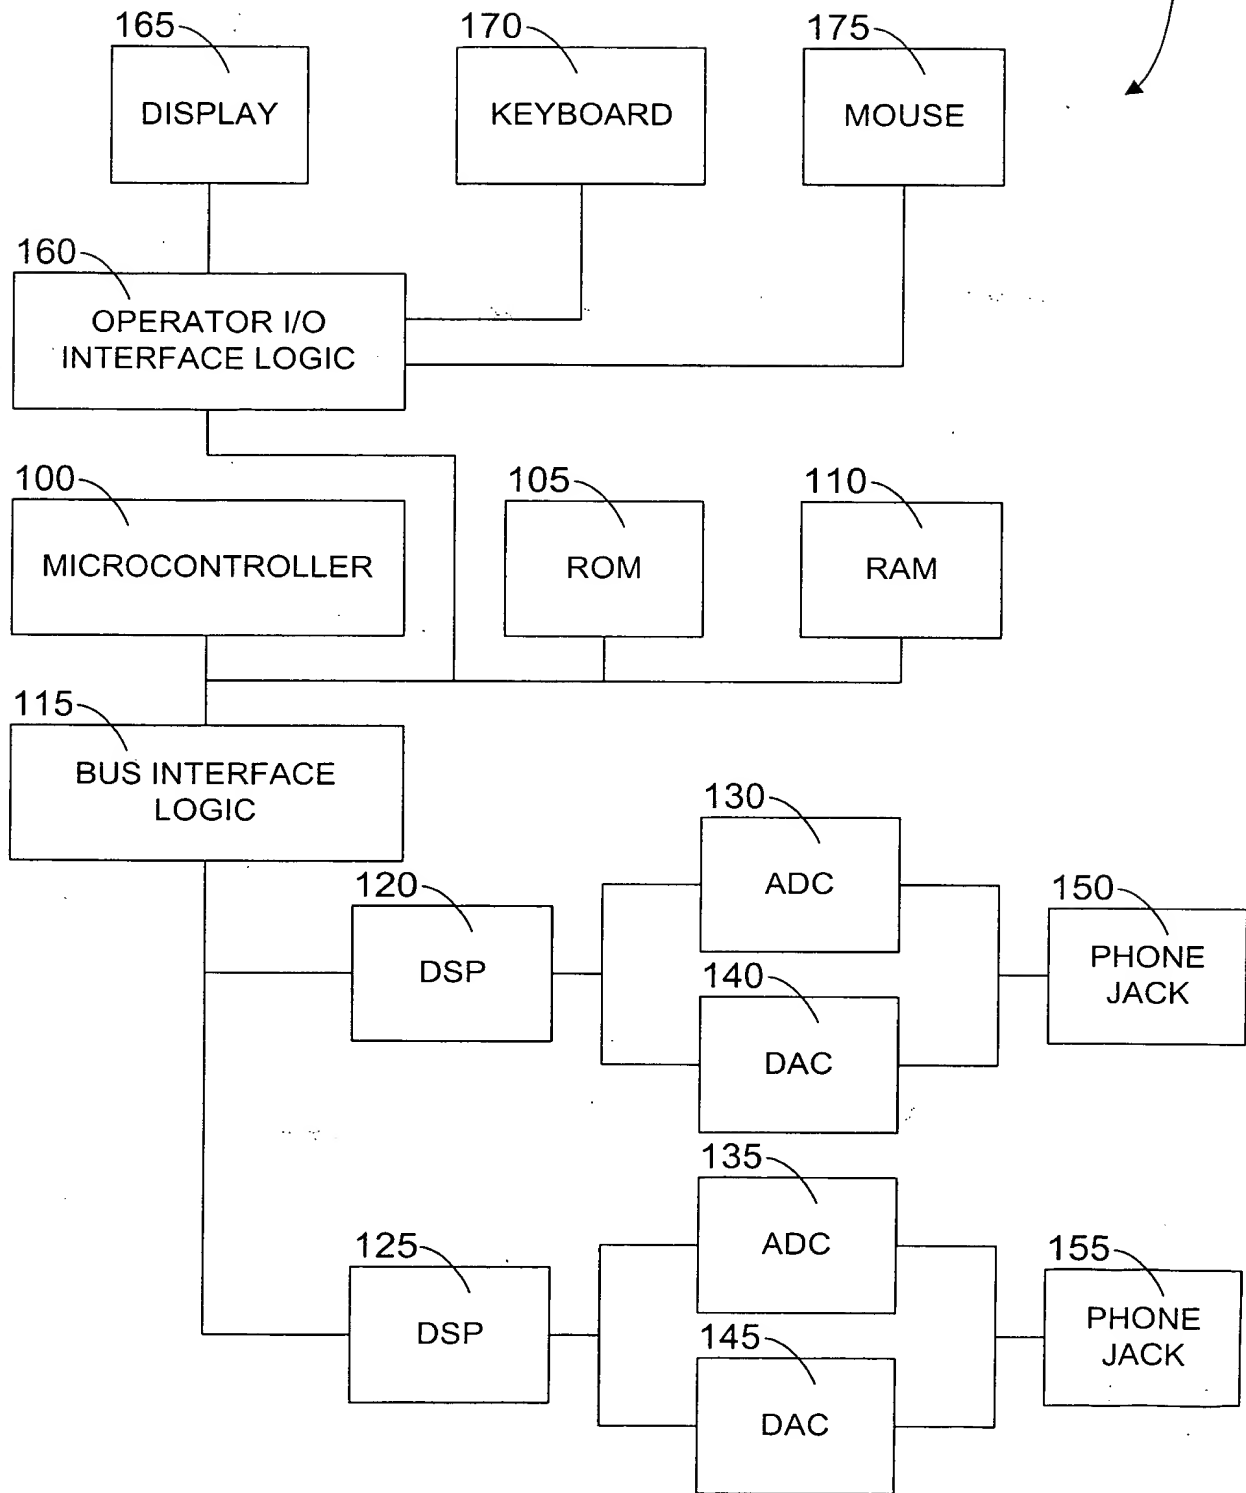 165
170
175
DISPLAY
KEYBOARD
MOUSE
160
OPERATOR I/O
INTERFACE LOGIC
100
105
110
MICROCONTROLLER
ROM
RAM
115
BUS INTERFACE
LOGIC
130
ADC
120
DSP
150
PHONE
JACK
140
DAC
135
ADC
125
DSP
155
PHONE
JACK
145
DAC